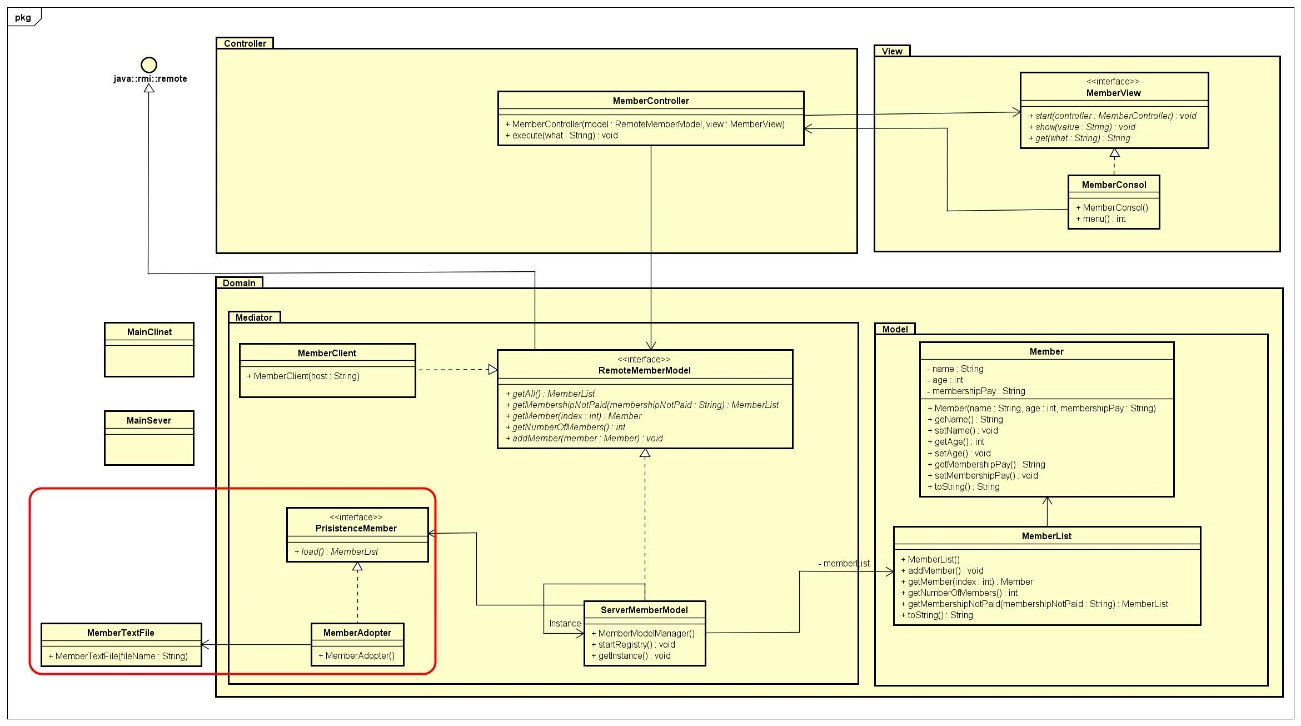 pkg
Controller
java::rmi::remote
MemberController
+ MemberController(model : RemoteMemberModel, view : MemberView)
+ execute(what : String) : void
View
<<interface>>
MemberView
+ start(controller : MemberController) : void
+ show(value : String) : void
+ get(what : String) : String
MemberConsol
+ MemberConsol()
+ menu() : int
Domain
Mediator
MainClinet
MainSever
MemberClient
+ MemberClient(host : String)
<<interface>>
RemoteMemberModel
+ getAll() : MemberList
+ getMembershipNotPaid(membershipNotPaid : String) : MemberList
+ getMember(index : int) : Member
+ getNumberOfMembers() : int
+ addMember(member : Member) : void
Model
Member
- name : String
- age : int
- membershipPay : String
+ Member(name : String, age : int, membershipPay : String)
+ geName() : String
+ setName() : void
+ getAge() : int
+ setAge() : void
+ getMembershipPay() : String
+ setMembershipPay() : void
+ toString() : String
<<interface>>
PrisistenceMember
+ load() : MemberList
MemberTextFile
+ MemberTextFile(fileName : String)
MemberAdopter
+ MemberAdopter()
Instance
ServerMemberModel
+ MemberModelManager()
+ startRegistry() : void
+ getInstance() : void
- memberList
MemberList
+ MemberList()
+ addMember() : void
+ getMember(index : int) : Member
+ getNumberOfMembers() : int
+ getMembershipNotPaid(membershipNotPaid : String) : MemberList
+ toString() : String